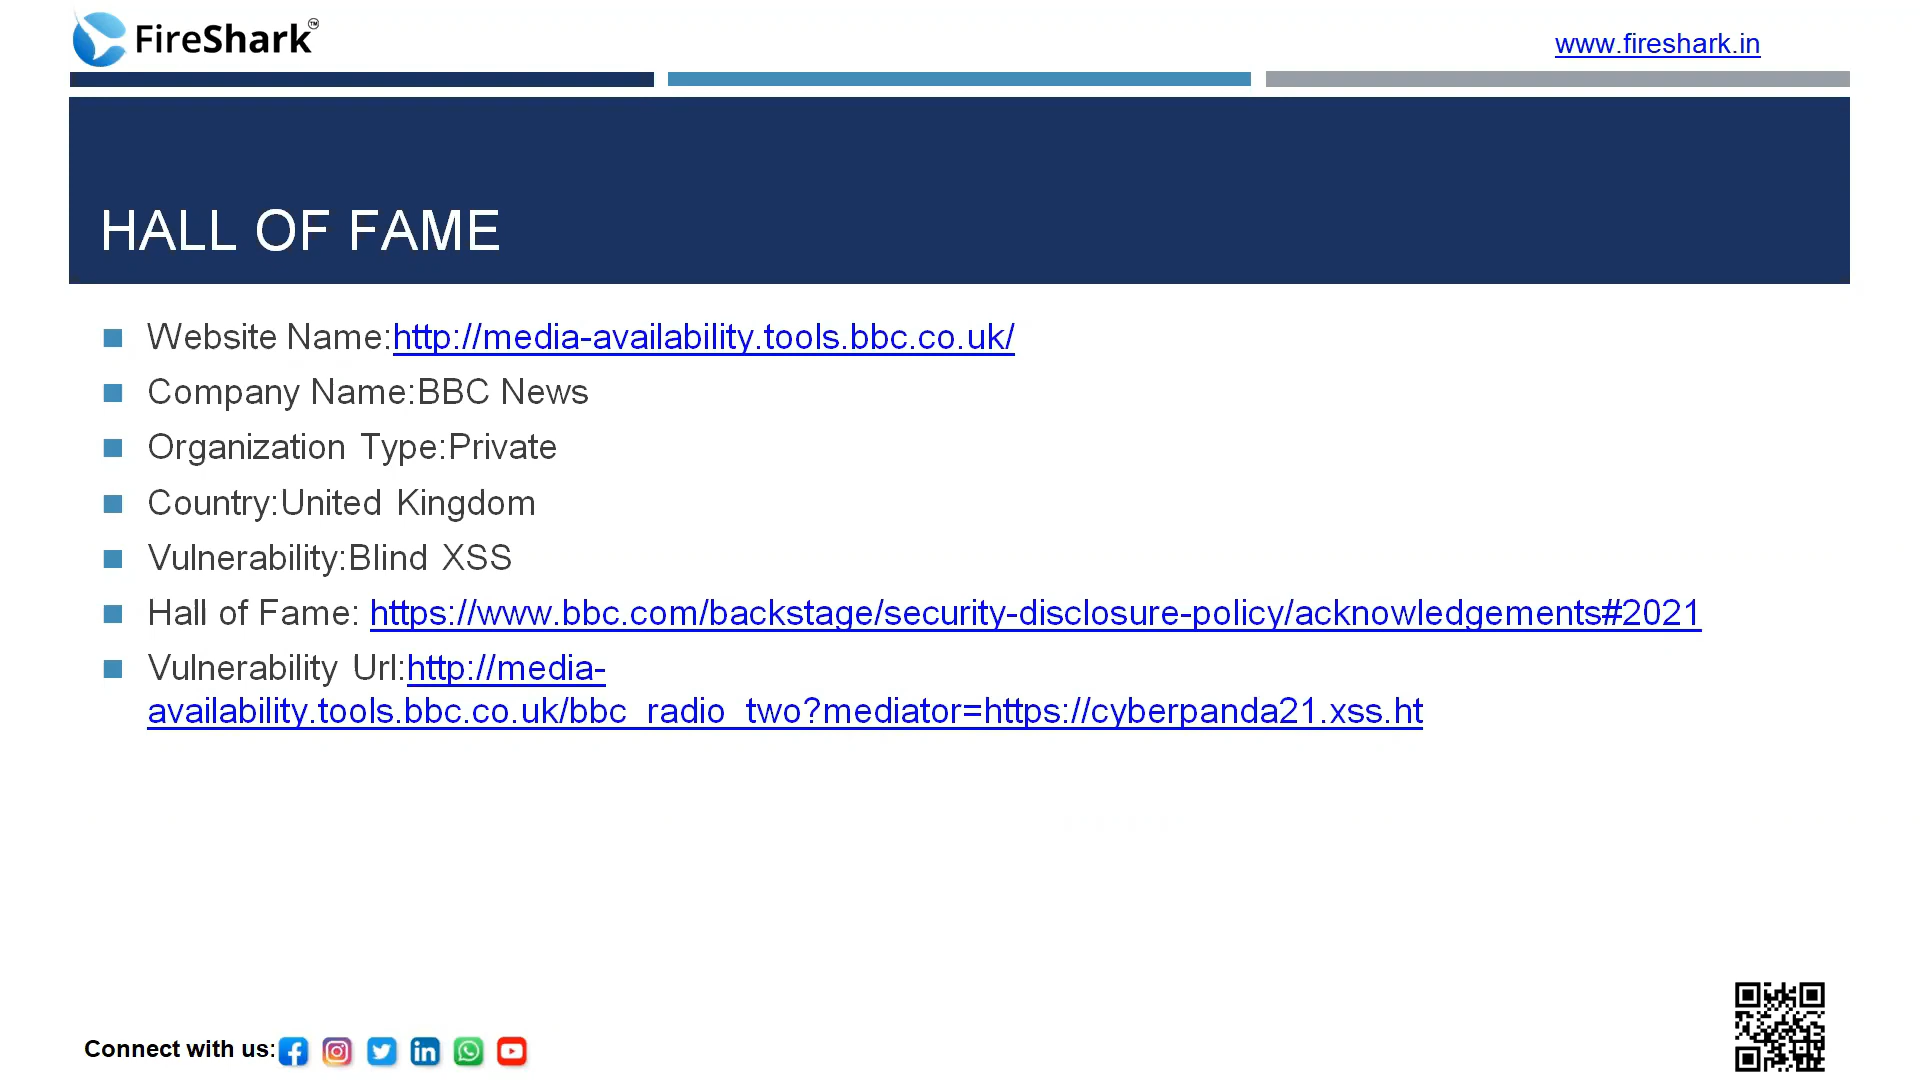 FireShark™
www.fireshark.in
HALL OF FAME
Website Name:http://media-availability.tools.bbc.co.uk/
Company Name:BBC News
Organization Type:Private
Country:United Kingdom
Vulnerability:Blind XSS
Hall of Fame: https://www.bbc.com/backstage/security-disclosure-policy/acknowledgements#2021
Vulnerability Url:http://media-
availability.tools.bbc.co.uk/bbc_radio_two?mediator=https://cyberpanda21.xss.ht
Connect with us: